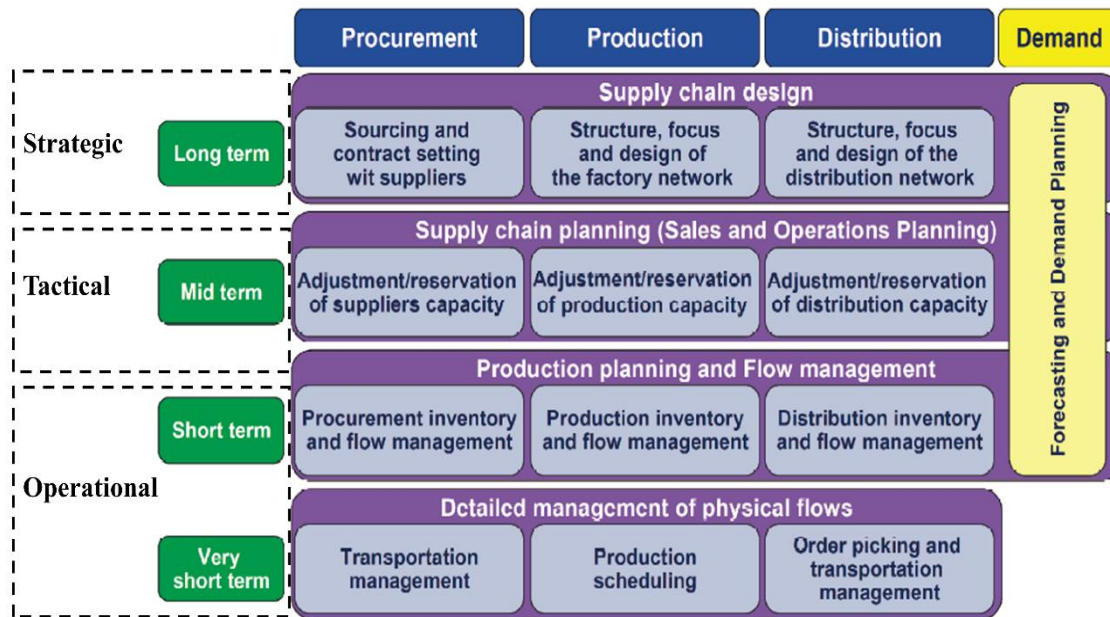 Procurement
Production
Distribution
Demand
Strategic
Long term
Supply chain design
Sourcing and
contract setting
wit suppliers
Structure, focus
and design of
the factory network
Structure, focus
and design of the
distribution network
Forecasting and Demand Planning
Tactical
Mid term
Supply chain planning (Sales and Operations Planning)
Adjustment/reservation
of suppliers capacity
Adjustment/reservation
of production capacity
Adjustment/reservation
of distribution capacity
Operational
Short term
Production planning and Flow management
Procurement inventory
and flow management
Production inventory
and flow management
Distribution inventory
and flow management
Very
short term
Detailed management of physical flows
Transportation
management
Production
scheduling
Order picking and
transportation
management